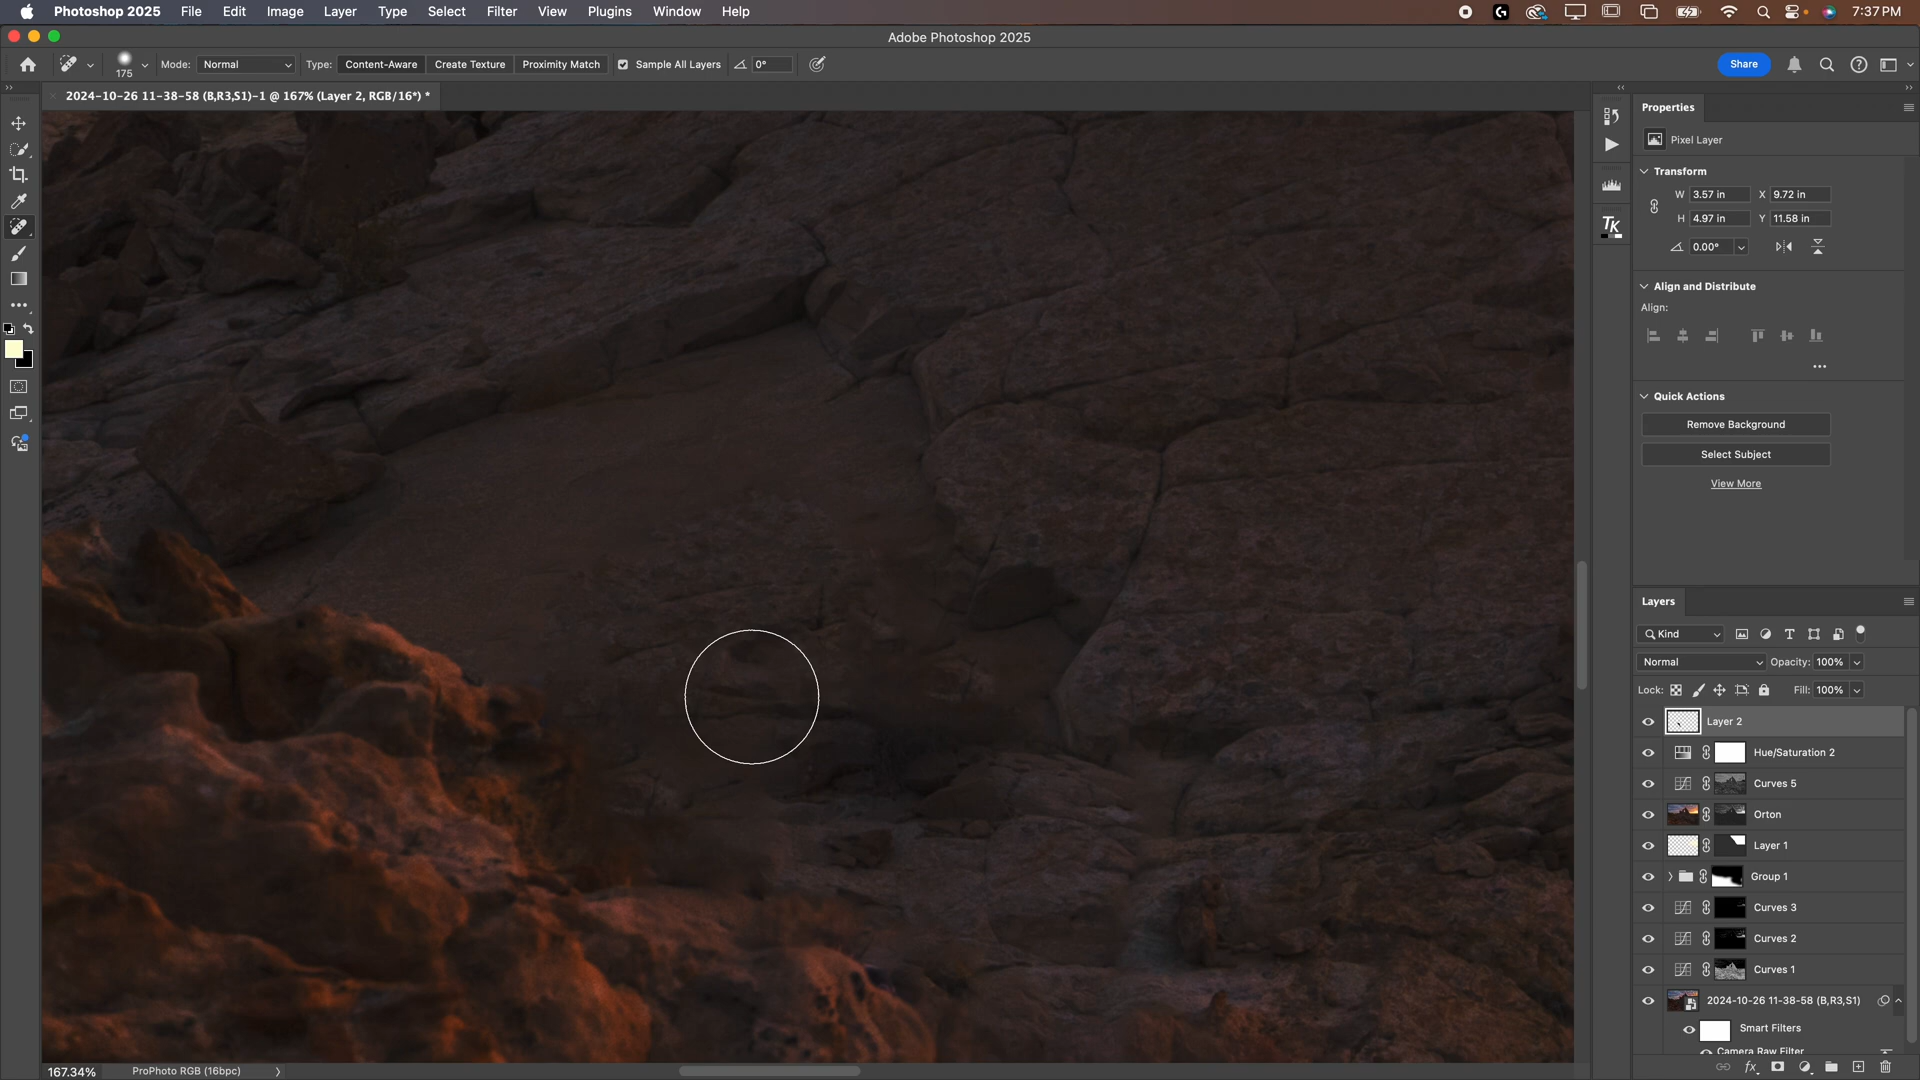 Photoshop 2025 File Edit Image Layer Type Select Filter View Plugins Window Help 7:37 PM
Adobe Photoshop 2025
175 Mode: Normal Type: Content-Aware Create Texture Proximity Match Sample All Layers 0° Share
2024-10-26 11-38-58 (B,R3,S1)-1 @ 167% (Layer 2, RGB/16*) *
Properties
Pixel Layer
Transform
W 3.57 in X 9.72 in
H 4.97 in Y 11.58 in
TK
0.00°
Align and Distribute
Align:
Quick Actions
Remove Background
Select Subject
View More
Layers
Kind
Normal Opacity: 100%
Lock: Fill: 100%
Layer 2
Hue/Saturation 2
Curves 5
Orton
Layer 1
Group 1
Curves 3
Curves 2
Curves 1
2024-10-26 11-38-58 (B,R3,S1)
Smart Filters
Camera Raw Filter
167.34% ProPhoto RGB (16bpc)
fx